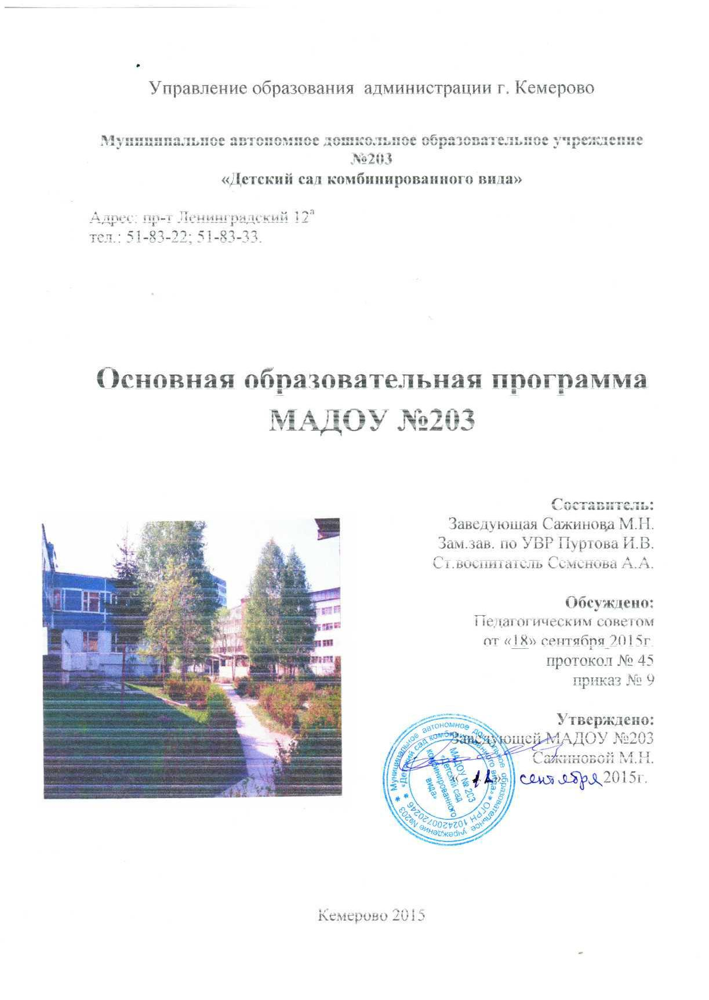 Управление образования администрации г. Кемерово
Муниципальное автономное дошкольное образовательное учреждение
№203
«Детский сад комбинированного вида»
Адрес: пр-т Ленинградский 12а
тел.: 51-83-22; 51-83-33.
Основная образовательная программа
МАДОУ №203
Составитель:
Заведующая Сажинова М.Н.
Зам.зав. по УВР Пуртова И.В.
Ст.воспитатель Семенова А.А.
Обсуждено:
Педагогическим советом
от «18» сентября 2015г.
протокол № 45
приказ № 9
Утверждено:
Заведующей МАДОУ №203
Сажиновой М.Н.
« » сентября 2015г.
Муниципальное автономное дошкольное образовательное учреждение №203
«Детский сад комбинированного вида» * ОГРН 1024200720246 *
МАДОУ № 203
«Детский сад
комбинированного
вида»
Кемерово 2015